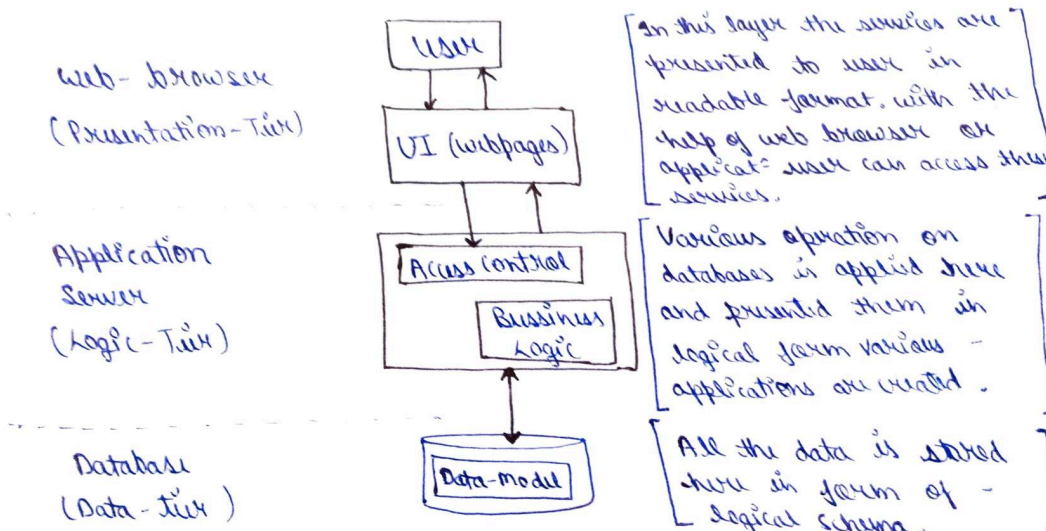 User
web-browser
(Presentation-Tier)
UI (webpages)
In this layer the services are
presented to user in
readable format. with the
help of web browser or
applicatⁿ user can access these
services.
Application
Server
(Logic-Tier)
Access control
Bussiness
Logic
Various operation on
databases is applied here
and presented them in
logical form various -
applications are created.
Database
(Data-Tier)
Data-model
All the data is stored
here in form of -
logical schema.